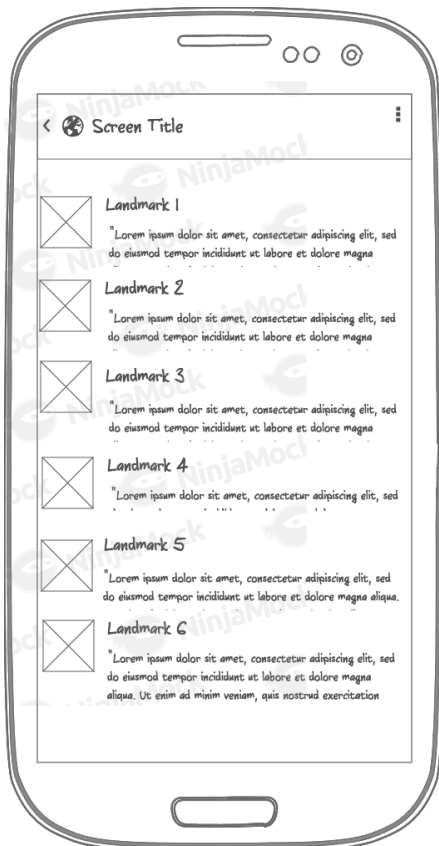 Screen Title
Landmark 1
"Lorem ipsum dolor sit amet, consectetur adipiscing elit, sed
do eiusmod tempor incididunt ut labore et dolore magna
Landmark 2
"Lorem ipsum dolor sit amet, consectetur adipiscing elit, sed
do eiusmod tempor incididunt ut labore et dolore magna
Landmark 3
"Lorem ipsum dolor sit amet, consectetur adipiscing elit, sed
do eiusmod tempor incididunt ut labore et dolore magna
Landmark 4
"Lorem ipsum dolor sit amet, consectetur adipiscing elit, sed
Landmark 5
"Lorem ipsum dolor sit amet, consectetur adipiscing elit, sed
do eiusmod tempor incididunt ut labore et dolore magna aliqua.
Landmark 6
"Lorem ipsum dolor sit amet, consectetur adipiscing elit, sed
do eiusmod tempor incididunt ut labore et dolore magna
aliqua. Ut enim ad minim veniam, quis nostrud exercitation
NinjaMock
NinjaMock
NinjaMock
NinjaMock